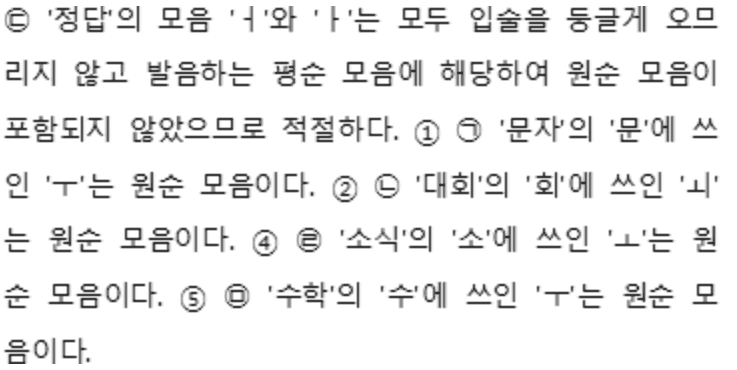 ㉢ '정답'의 모음 'ㅓ'와 'ㅏ'는 모두 입술을 둥글게 오므
리지 않고 발음하는 평순 모음에 해당하여 원순 모음이
포함되지 않았으므로 적절하다. ① ㉠ '문자'의 '문'에 쓰
인 'ㅜ'는 원순 모음이다. ② ㉡ '대회'의 '회'에 쓰인 'ㅚ'
는 원순 모음이다. ④ ㉣ '소식'의 '소'에 쓰인 'ㅗ'는 원
순 모음이다. ⑤ ㉤ '수학'의 '수'에 쓰인 'ㅜ'는 원순 모
음이다.